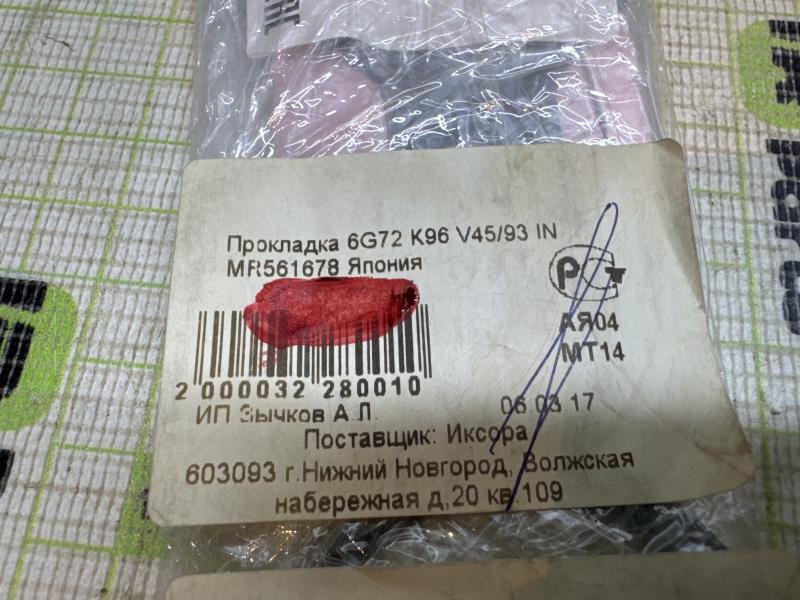 Прокладка 6G72 K96 V45/93 IN
MR561678 Япония
РСТ
АЯ04
МТ14
2 000032 280010
ИП Зычков А.Л.
06.03.17
Поставщик: Иксора
603093 г.Нижний Новгород, Волжская
набережная д,20 кв.109